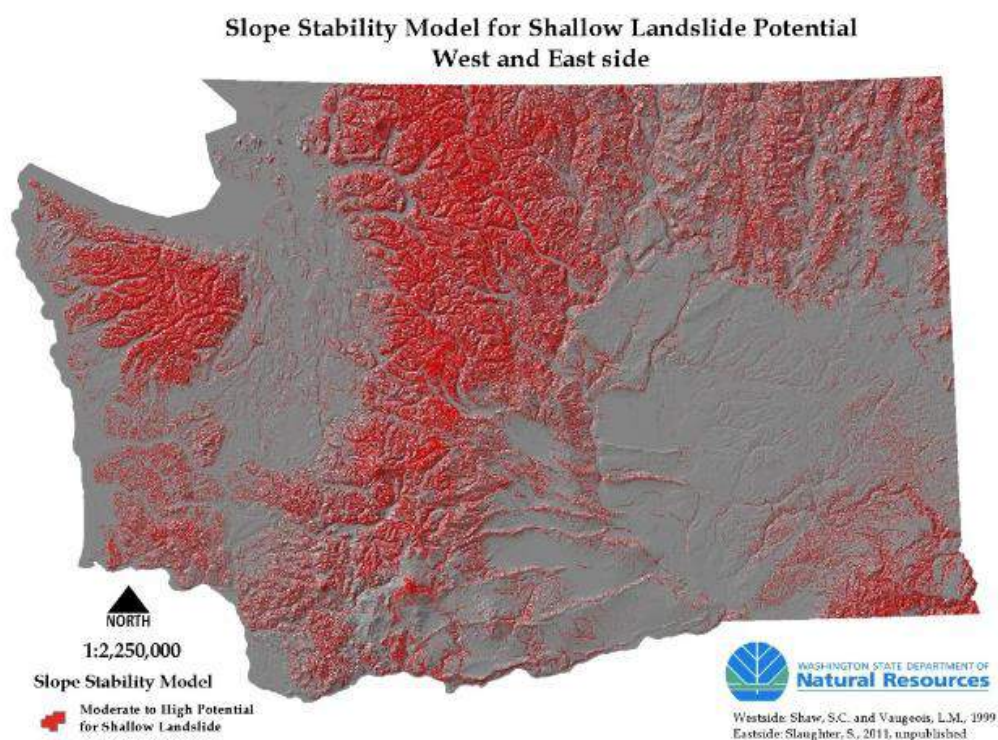 Slope Stability Model for Shallow Landslide Potential
West and East side
NORTH
1:2,250,000
Slope Stability Model
Moderate to High Potential
for Shallow Landslide
WASHINGTON STATE DEPARTMENT OF
Natural Resources
Westside: Shaw, S.C. and Vaugeois, L.M., 1999
Eastside: Slaughter, S., 2011, unpublished